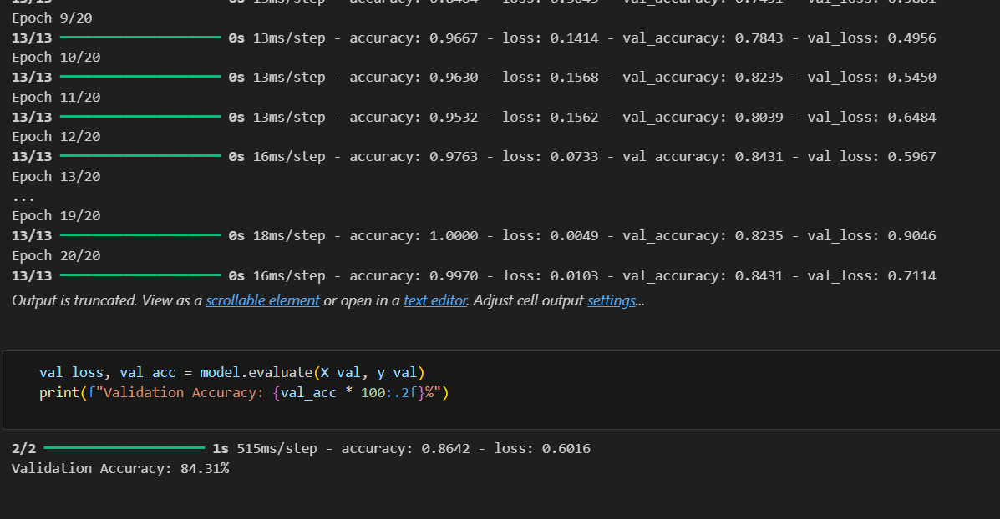 Epoch 9/20
13/13 0s 13ms/step - accuracy: 0.9667 - loss: 0.1414 - val_accuracy: 0.7843 - val_loss: 0.4956
Epoch 10/20
13/13 0s 13ms/step - accuracy: 0.9630 - loss: 0.1568 - val_accuracy: 0.8235 - val_loss: 0.5450
Epoch 11/20
13/13 0s 13ms/step - accuracy: 0.9532 - loss: 0.1562 - val_accuracy: 0.8039 - val_loss: 0.6484
Epoch 12/20
13/13 0s 16ms/step - accuracy: 0.9763 - loss: 0.0733 - val_accuracy: 0.8431 - val_loss: 0.5967
Epoch 13/20
...
Epoch 19/20
13/13 0s 18ms/step - accuracy: 1.0000 - loss: 0.0049 - val_accuracy: 0.8235 - val_loss: 0.9046
Epoch 20/20
13/13 0s 16ms/step - accuracy: 0.9970 - loss: 0.0103 - val_accuracy: 0.8431 - val_loss: 0.7114
Output is truncated. View as a scrollable element or open in a text editor. Adjust cell output settings...
val_loss, val_acc = model.evaluate(X_val, y_val)
print(f"Validation Accuracy: {val_acc * 100:.2f}%")
2/2 1s 515ms/step - accuracy: 0.8642 - loss: 0.6016
Validation Accuracy: 84.31%